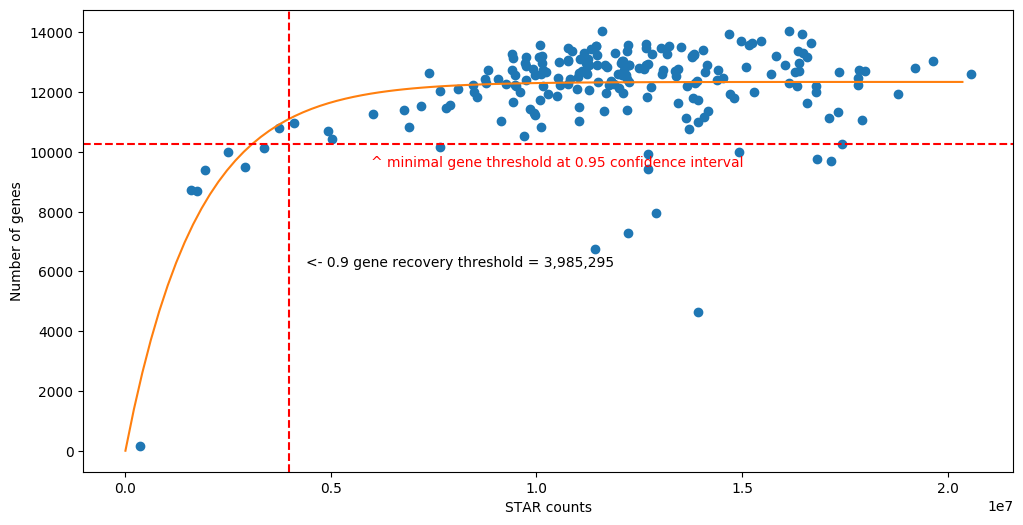 14000
12000
10000
^ minimal gene threshold at 0.95 confidence interval
8000
<- 0.9 gene recovery threshold = 3,985,295
6000
4000
2000
0
Number of genes
0.0 0.5 1.0 1.5 2.0
STAR counts
1e7